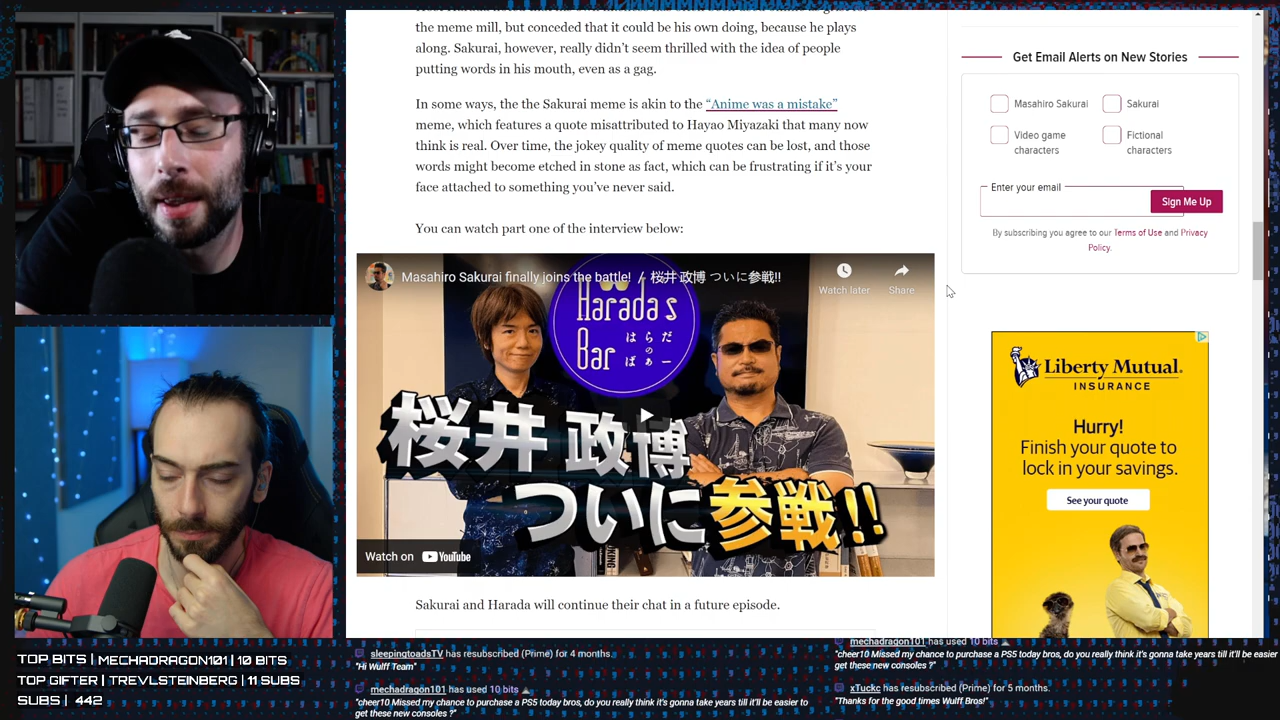 the meme mill, but conceded that it could be his own doing, because he plays
along. Sakurai, however, really didn't seem thrilled with the idea of people
putting words in his mouth, even as a gag.
In some ways, the the Sakurai meme is akin to the “Anime was a mistake”
meme, which features a quote misattributed to Hayao Miyazaki that many now
think is real. Over time, the jokey quality of meme quotes can be lost, and those
words might become etched in stone as fact, which can be frustrating if it's your
face attached to something you've never said.
You can watch part one of the interview below:
Masahiro Sakurai finally joins the battle! / 桜井 政博 ついに参戦!!
Watch later
Share
Harada's
Bar
はらだ
の
ばぁー
桜井 政博
ついに参戦!!
Watch on YouTube
Sakurai and Harada will continue their chat in a future episode.
Get Email Alerts on New Stories
Masahiro Sakurai
Sakurai
Video game
characters
Fictional
characters
Enter your email
Sign Me Up
By subscribing you agree to our Terms of Use and Privacy
Policy.
Liberty Mutual.
INSURANCE
Hurry!
Finish your quote to
lock in your savings.
See your quote
TOP BITS | MECHADRAGON101 | 10 BITS
TOP GIFTER | TREVLSTEINBERG | 11 SUBS
SUBS | 442
sleepingtoadsTV has resubscribed (Prime) for 4 months.
"Hi Wulff Team"
mechadragon101 has used 10 bits
"cheer10 Missed my chance to purchase a PS5 today bros, do you really think it's gonna take years till it'll be easier to
get these new consoles ?"
mechadragon101 has used 10 bits
"cheer10 Missed my chance to purchase a PS5 today bros, do you really think it's gonna take years till it'll be easier to
get these new consoles ?"
xTuckc has resubscribed (Prime) for 5 months.
"Thanks for the good times Wulff Bros!"